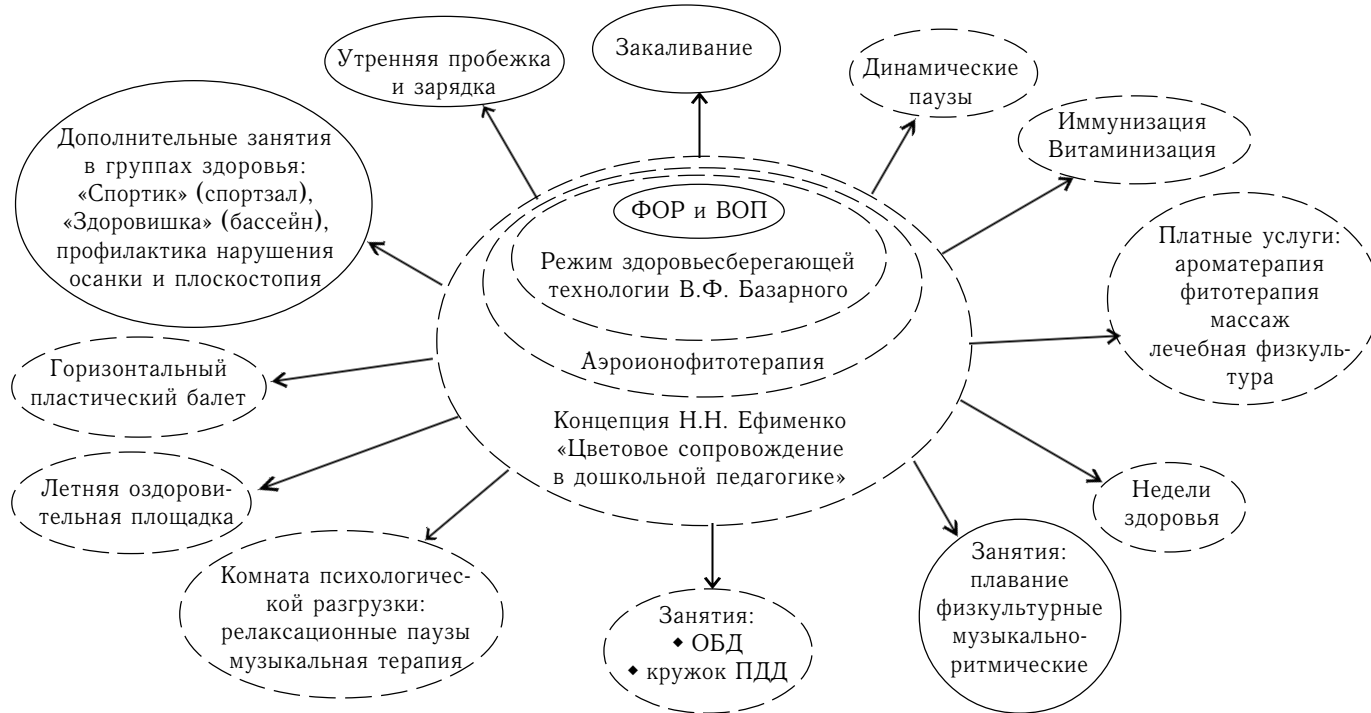 Закаливание
Утренняя пробежка
и зарядка
Динамические
паузы
Дополнительные занятия
в группах здоровья:
«Спортик» (спортзал),
«Здоровишка» (бассейн),
профилактика нарушения
осанки и плоскостопия
Иммунизация
Витаминизация
ФОР и ВОП
Режим здоровьесберегающей
технологии В.Ф. Базарного
Аэроионофитотерапия
Концепция Н.Н. Ефименко
«Цветовое сопровождение
в дошкольной педагогике»
Платные услуги:
ароматерапия
фитотерапия
массаж
лечебная физкуль-
тура
Горизонтальный
пластический балет
Летняя оздорови-
тельная площадка
Недели
здоровья
Комната психологичес-
кой разгрузки:
релаксационные паузы
музыкальная терапия
Занятия:
◆ ОБД
◆ кружок ПДД
Занятия:
плавание
физкультурные
музыкально-
ритмические